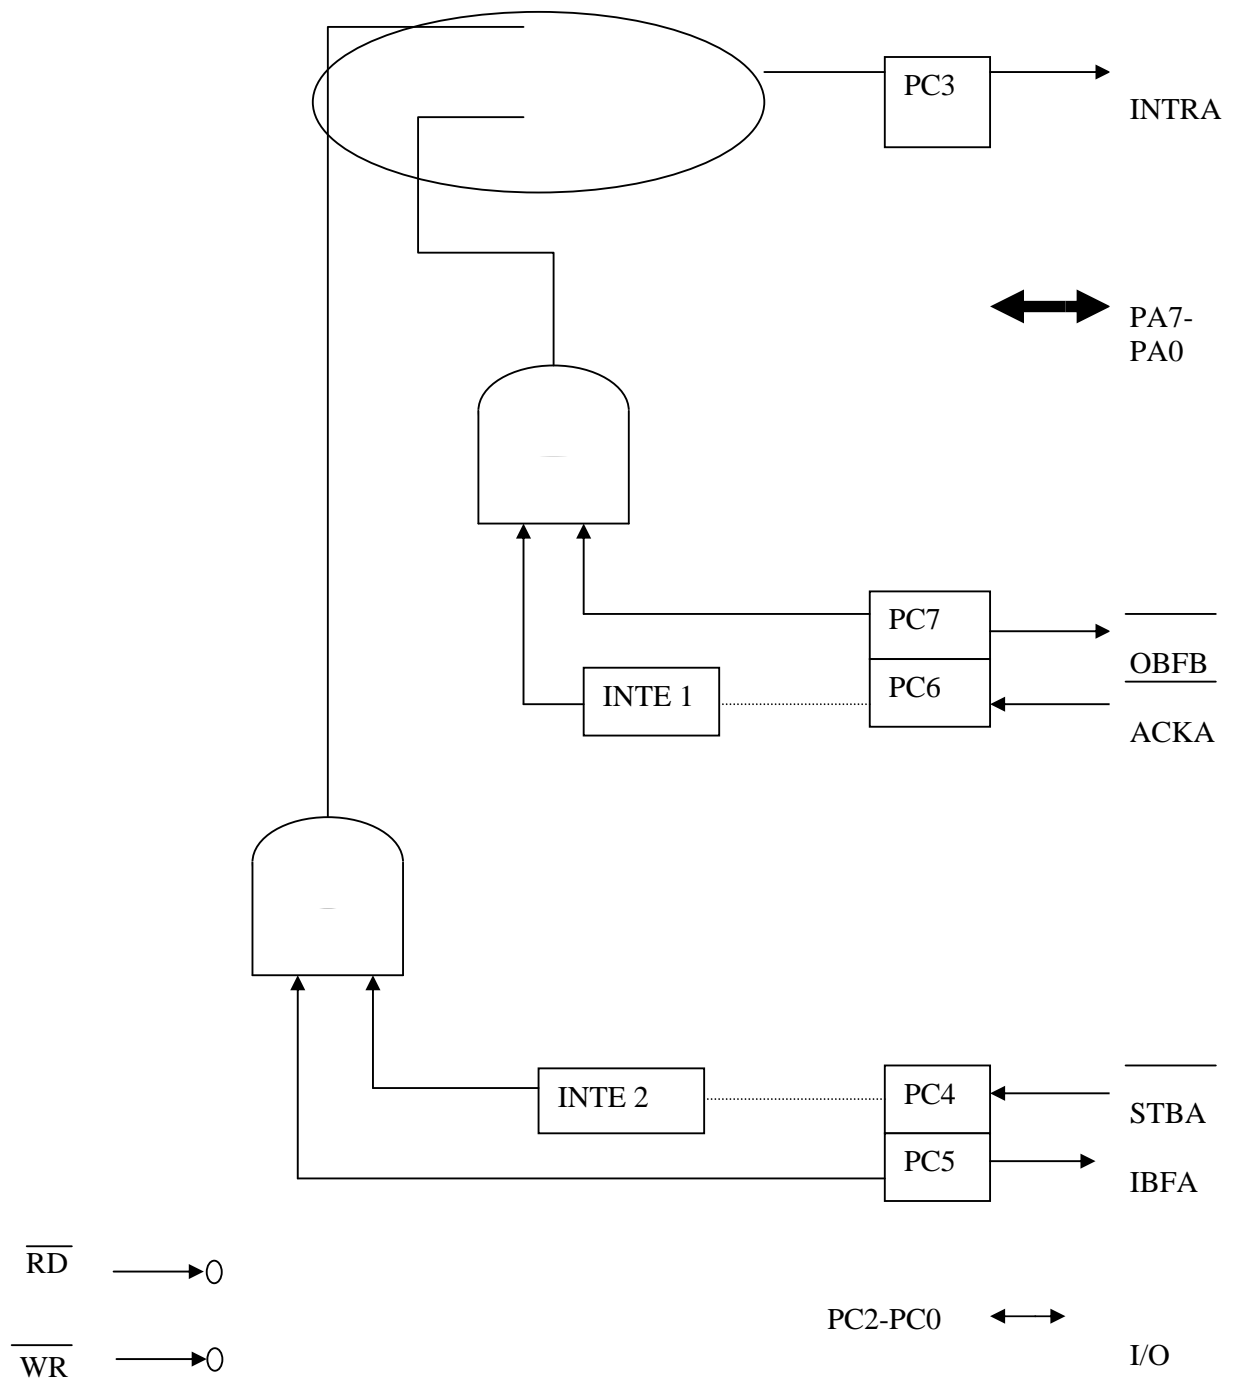 PC3
INTRA
PA7-
PA0
PC7
OBFB
INTE 1
PC6
ACKA
INTE 2
PC4
STBA
PC5
IBFA
RD
PC2-PC0
WR
I/O